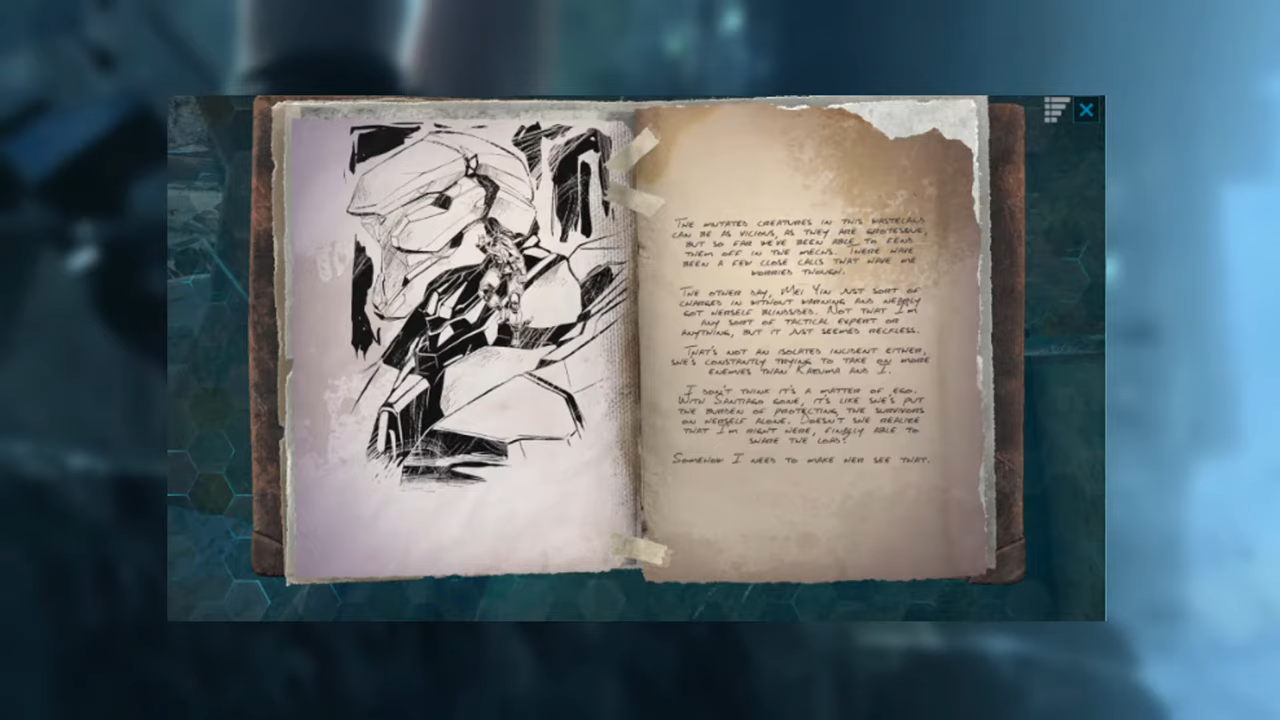 The mutated creatures in this wasteland
can be as vicious, as they are grotesque,
but so far we've been able to fend
them off in the mechs. There have
been a few close calls that have me
worried though.
The other day, Mei Yin just sort of
charged in without warning and nearly
got herself blindsided. Not that I'm
any sort of tactical expert or
anything, but it just seemed reckless.
That's not an isolated incident either,
she's constantly trying to take on more
enemies than Kazuma and I.
I don't think it's a matter of ego.
With Santiago gone, it's like she's put
the burden of protecting the survivors
on herself alone. Doesn't she realize
that I'm right here, finally able to
share the load?
Somehow I need to make her see that.